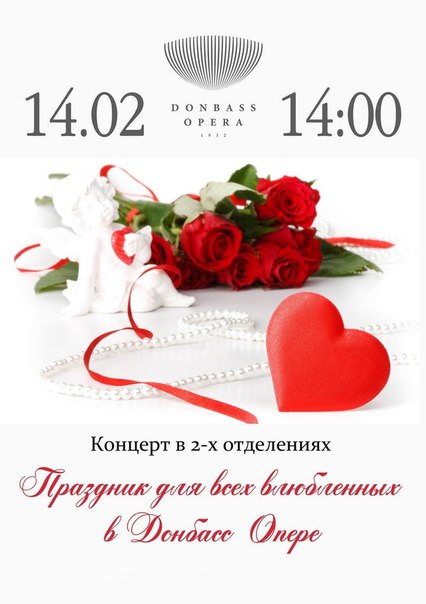 14.02
DONBASS
OPERA
1932
14:00
Концерт в 2-х отделениях
Праздник для всех влюбленных
в Донбасс Опере